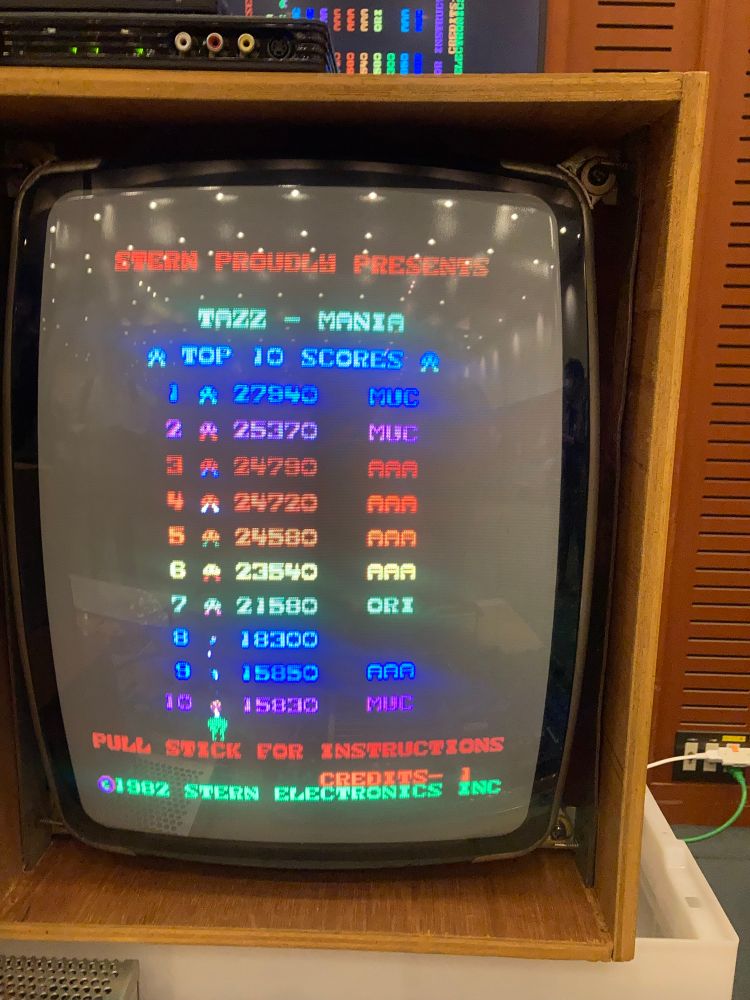 STERN PROUDLY PRESENTS
TAZZ - MANIA
TOP 10 SCORES
1 27940 MUC
2 25370 MUC
3 24790 AAA
4 24720 AAA
5 24580 AAA
6 23540 AAA
7 21580 ORI
8 18300
9 15850 AAA
10 15830 MUC
PULL STICK FOR INSTRUCTIONS
CREDITS- 1
©1982 STERN ELECTRONICS INC